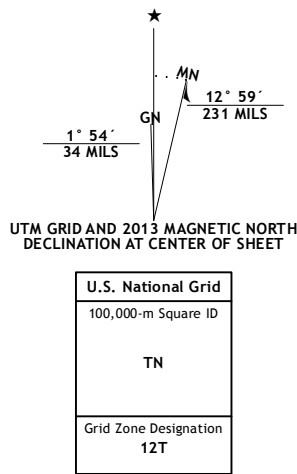 MN
GN
12° 59´
231 MILS
1° 54´
34 MILS
UTM GRID AND 2013 MAGNETIC NORTH
DECLINATION AT CENTER OF SHEET
U.S. National Grid
100,000-m Square ID
TN
Grid Zone Designation
12T